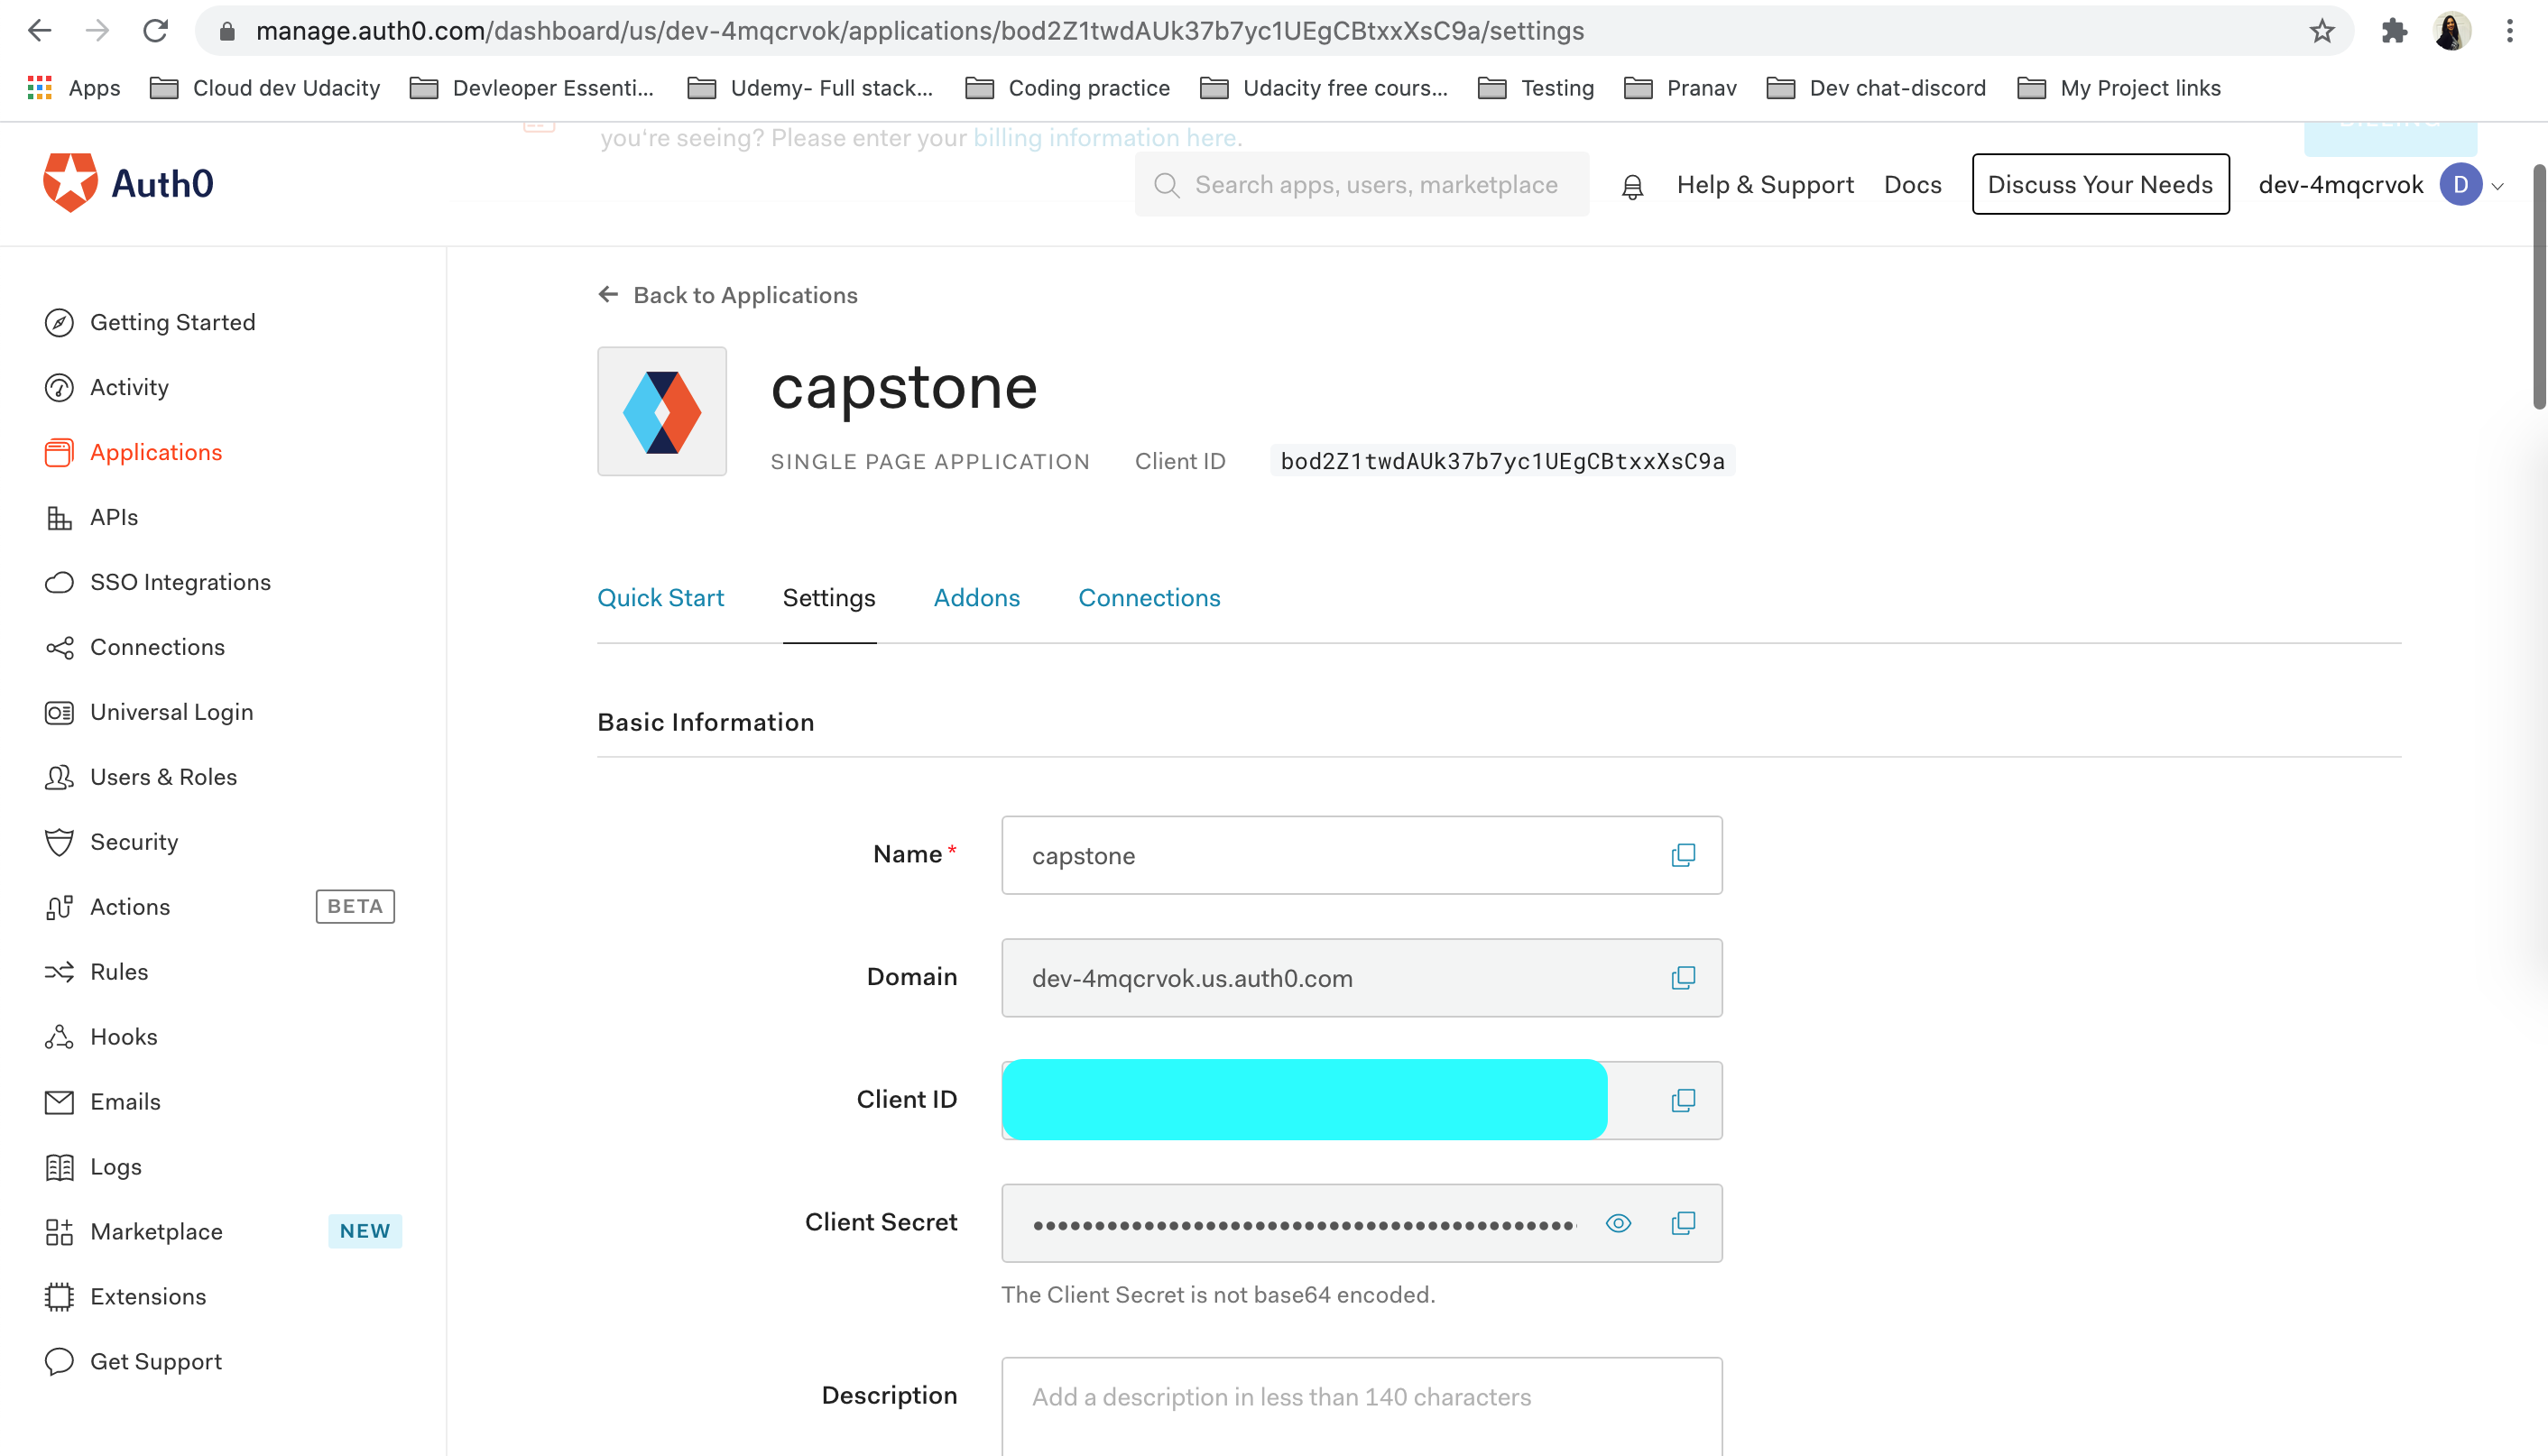 manage.auth0.com/dashboard/us/dev-4mqcrvok/applications/bod2Z1twdAUk37b7yc1UEgCBtxxXsC9a/settings
Apps Cloud dev Udacity Devleoper Essenti... Udemy- Full stack... Coding practice Udacity free cours... Testing Pranav Dev chat-discord My Project links
you're seeing? Please enter your billing information here.
Auth0 Search apps, users, marketplace Help & Support Docs Discuss Your Needs dev-4mqcrvok D
Back to Applications
Getting Started
Activity
Applications
APIs
SSO Integrations
Connections
Universal Login
Users & Roles
Security
Actions BETA
Rules
Hooks
Emails
Logs
Marketplace NEW
Extensions
Get Support
capstone
SINGLE PAGE APPLICATION Client ID bod2Z1twdAUk37b7yc1UEgCBtxxXsC9a
Quick Start Settings Addons Connections
Basic Information
Name * capstone
Domain dev-4mqcrvok.us.auth0.com
Client ID
Client Secret
The Client Secret is not base64 encoded.
Description Add a description in less than 140 characters